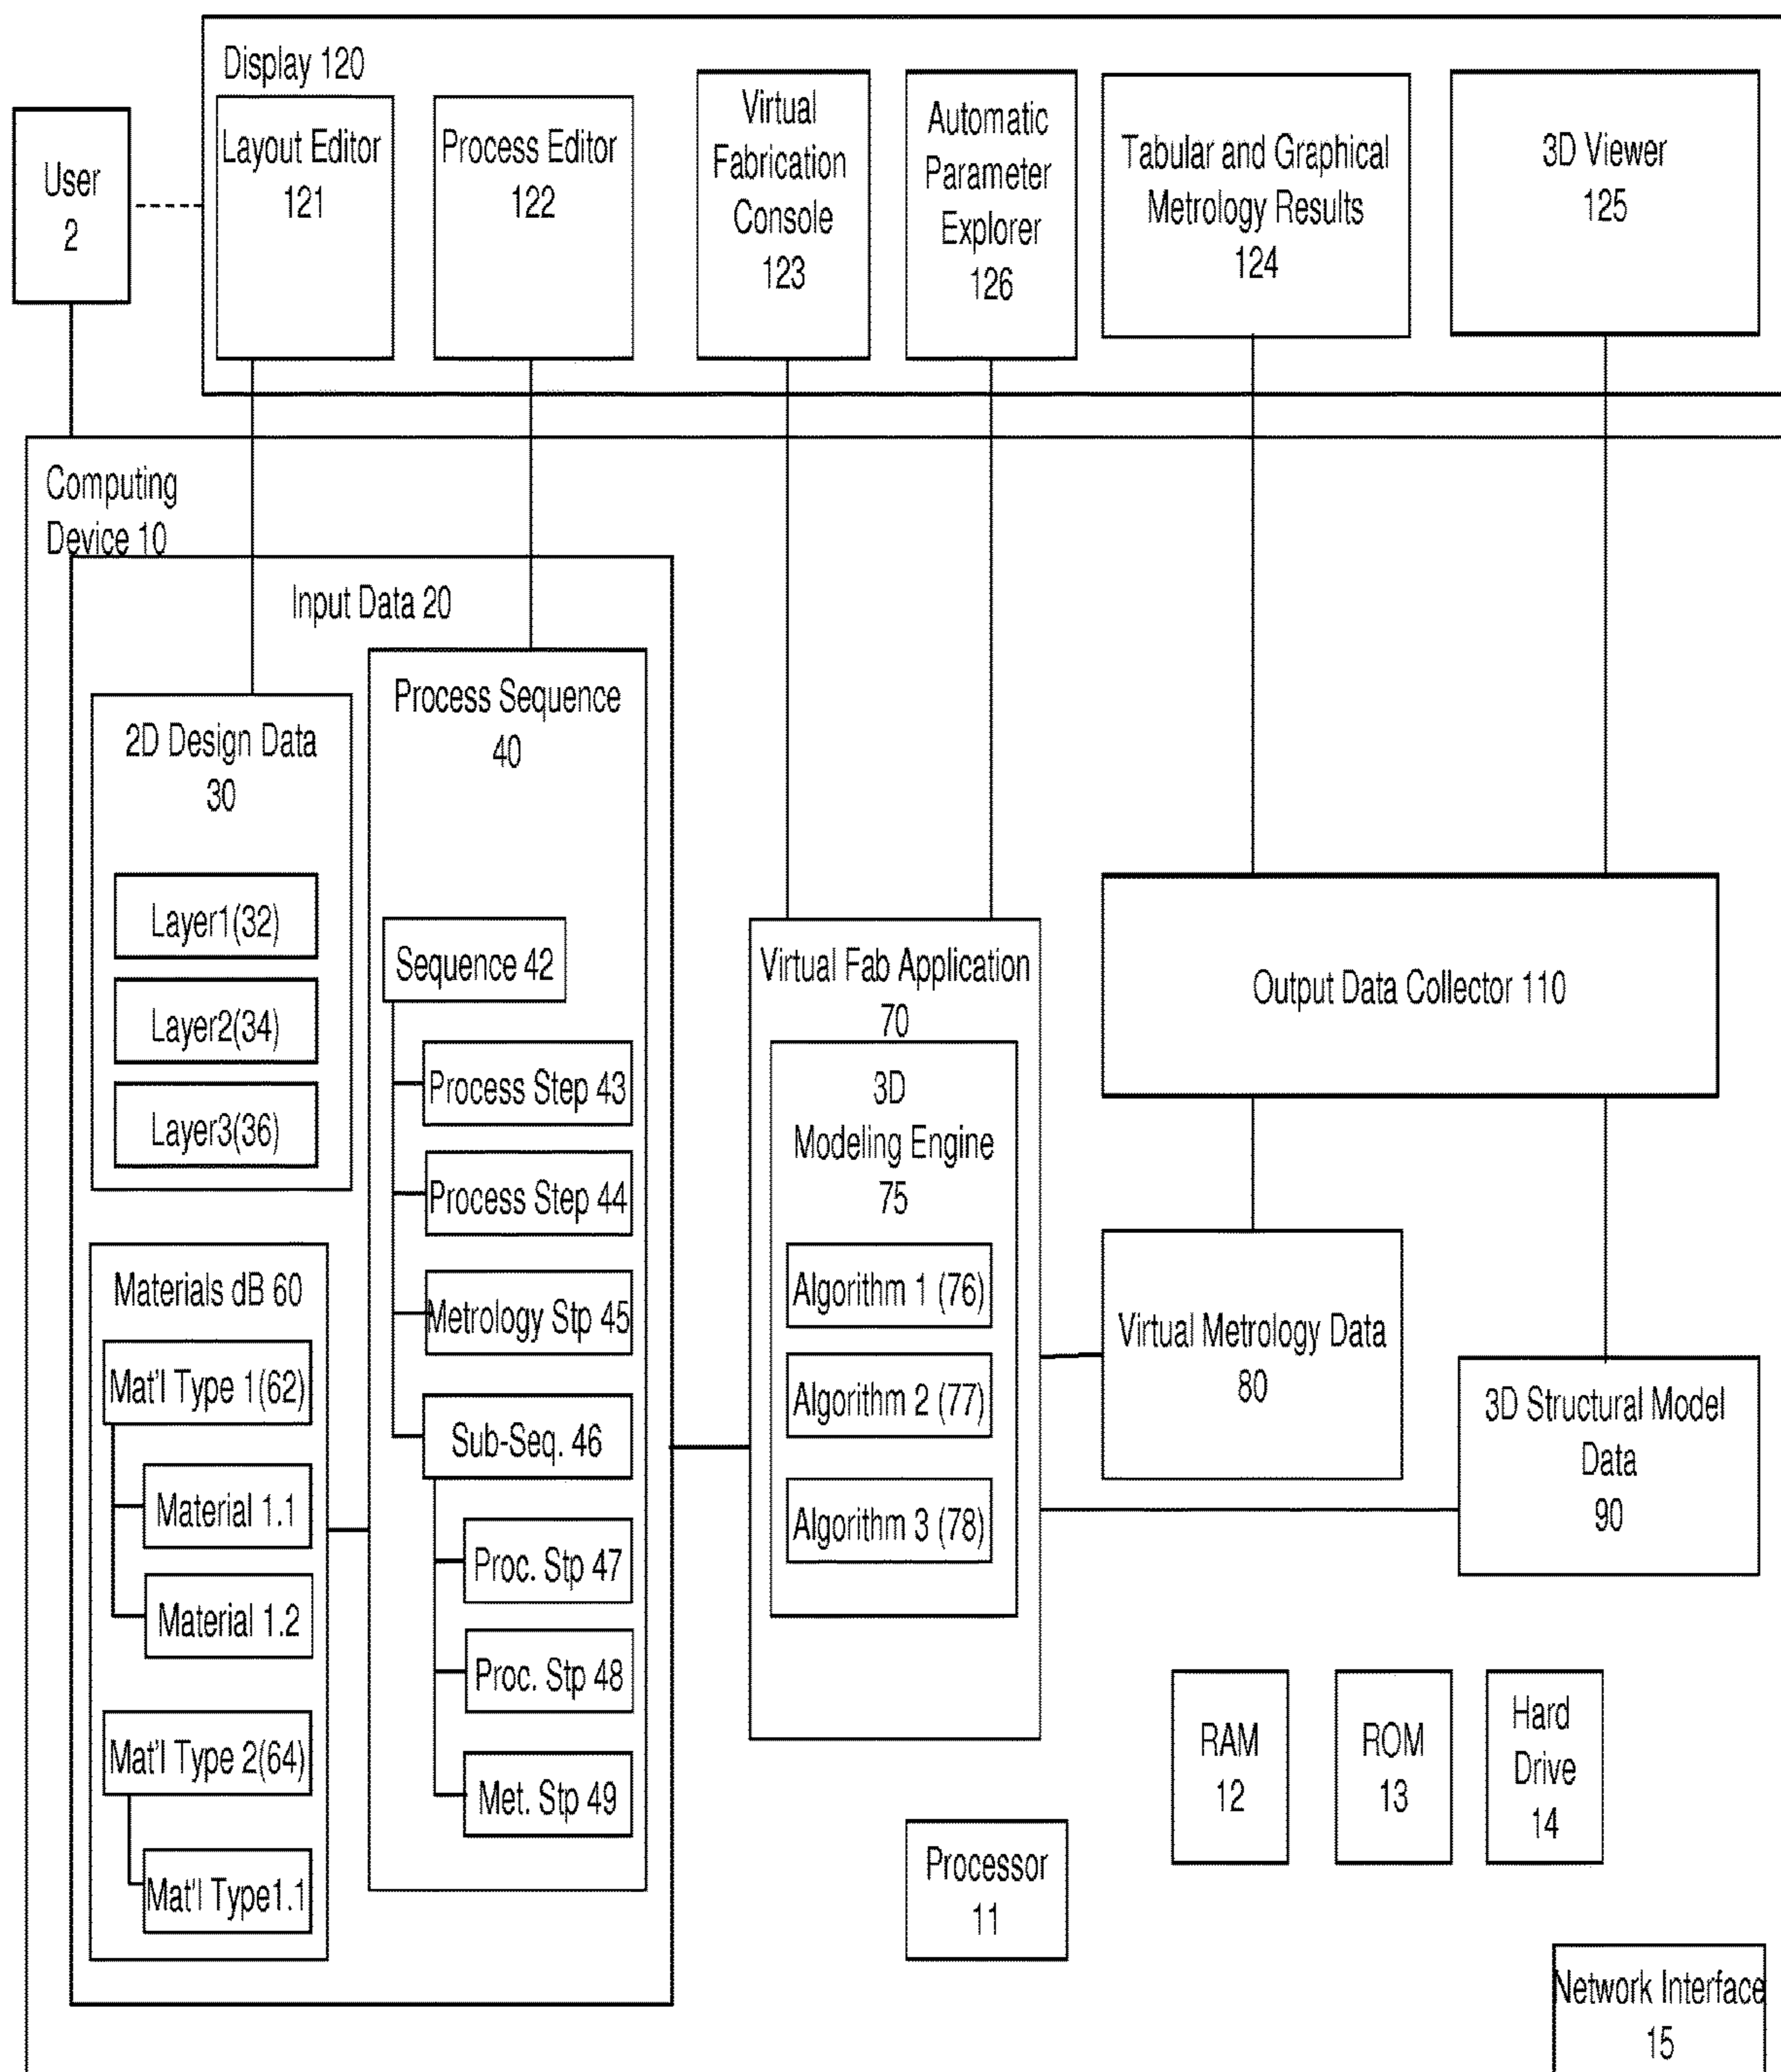 Display 120
User
2
Layout Editor
121
Process Editor
122
Virtual
Fabrication
Console
123
Automatic
Parameter
Explorer
126
Tabular and Graphical
Metrology Results
124
3D Viewer
125
Computing
Device 10
Input Data 20
2D Design Data
30
Layer1(32)
Layer2(34)
Layer3(36)
Materials dB 60
Mat'l Type 1(62)
Material 1.1
Material 1.2
Mat'l Type 2(64)
Mat'l Type1.1
Process Sequence
40
Sequence 42
Process Step 43
Process Step 44
Metrology Stp 45
Sub-Seq. 46
Proc. Stp 47
Proc. Stp 48
Met. Stp 49
Virtual Fab Application
70
3D
Modeling Engine
75
Algorithm 1 (76)
Algorithm 2 (77)
Algorithm 3 (78)
Output Data Collector 110
Virtual Metrology Data
80
3D Structural Model
Data
90
Processor
11
RAM
12
ROM
13
Hard
Drive
14
Network Interface
15